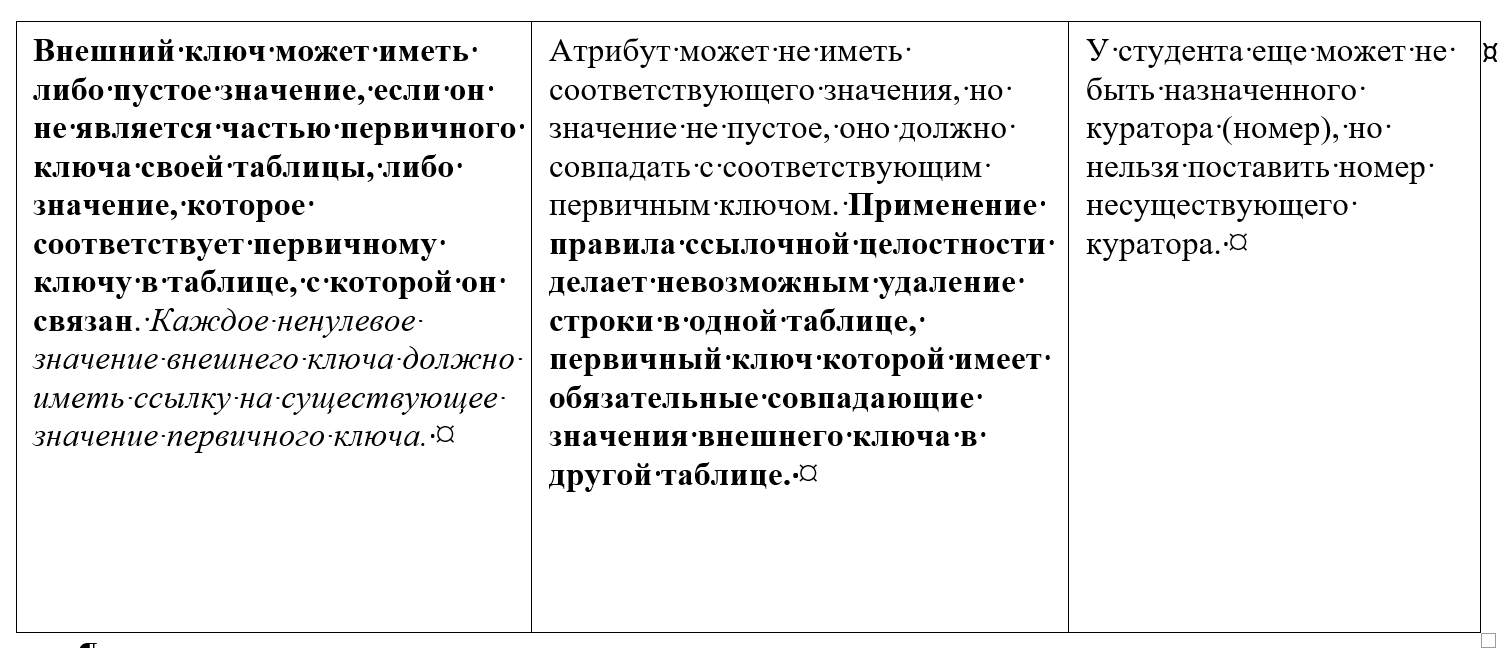 Внешний ключ может иметь
либо пустое значение, если он
не является частью первичного
ключа своей таблицы, либо
значение, которое
соответствует первичному
ключу в таблице, с которой он
связан. Каждое ненулевое
значение внешнего ключа должно
иметь ссылку на существующее
значение первичного ключа.
Атрибут может не иметь
соответствующего значения, но
значение не пустое, оно должно
совпадать с соответствующим
первичным ключом. Применение
правила ссылочной целостности
делает невозможным удаление
строки в одной таблице,
первичный ключ которой имеет
обязательные совпадающие
значения внешнего ключа в
другой таблице.
У студента еще может не
быть назначенного
куратора (номер), но
нельзя поставить номер
несуществующего
куратора.